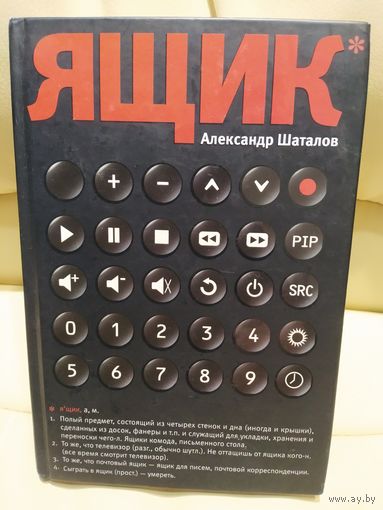 ЯЩИК*
Александр Шаталов
+ −
PIP
SRC
0 1 2 3 4
5 6 7 8 9
* я'щик, а, м.
1. Полый предмет, состоящий из четырех стенок и дна (иногда и крышки),
сделанных из досок, фанеры и т.п. и служащий для укладки, хранения и
переноски чего-л. Ящики комода, письменного стола.
2. То же, что телевизор (разг., обычно шутл.). Не оттащишь от ящика кого-н.
(все время смотрит телевизор).
3. То же, что почтовый ящик — ящик для писем, почтовой корреспонденции.
4. Сыграть в ящик (прост.) — умереть.
www.ay.by